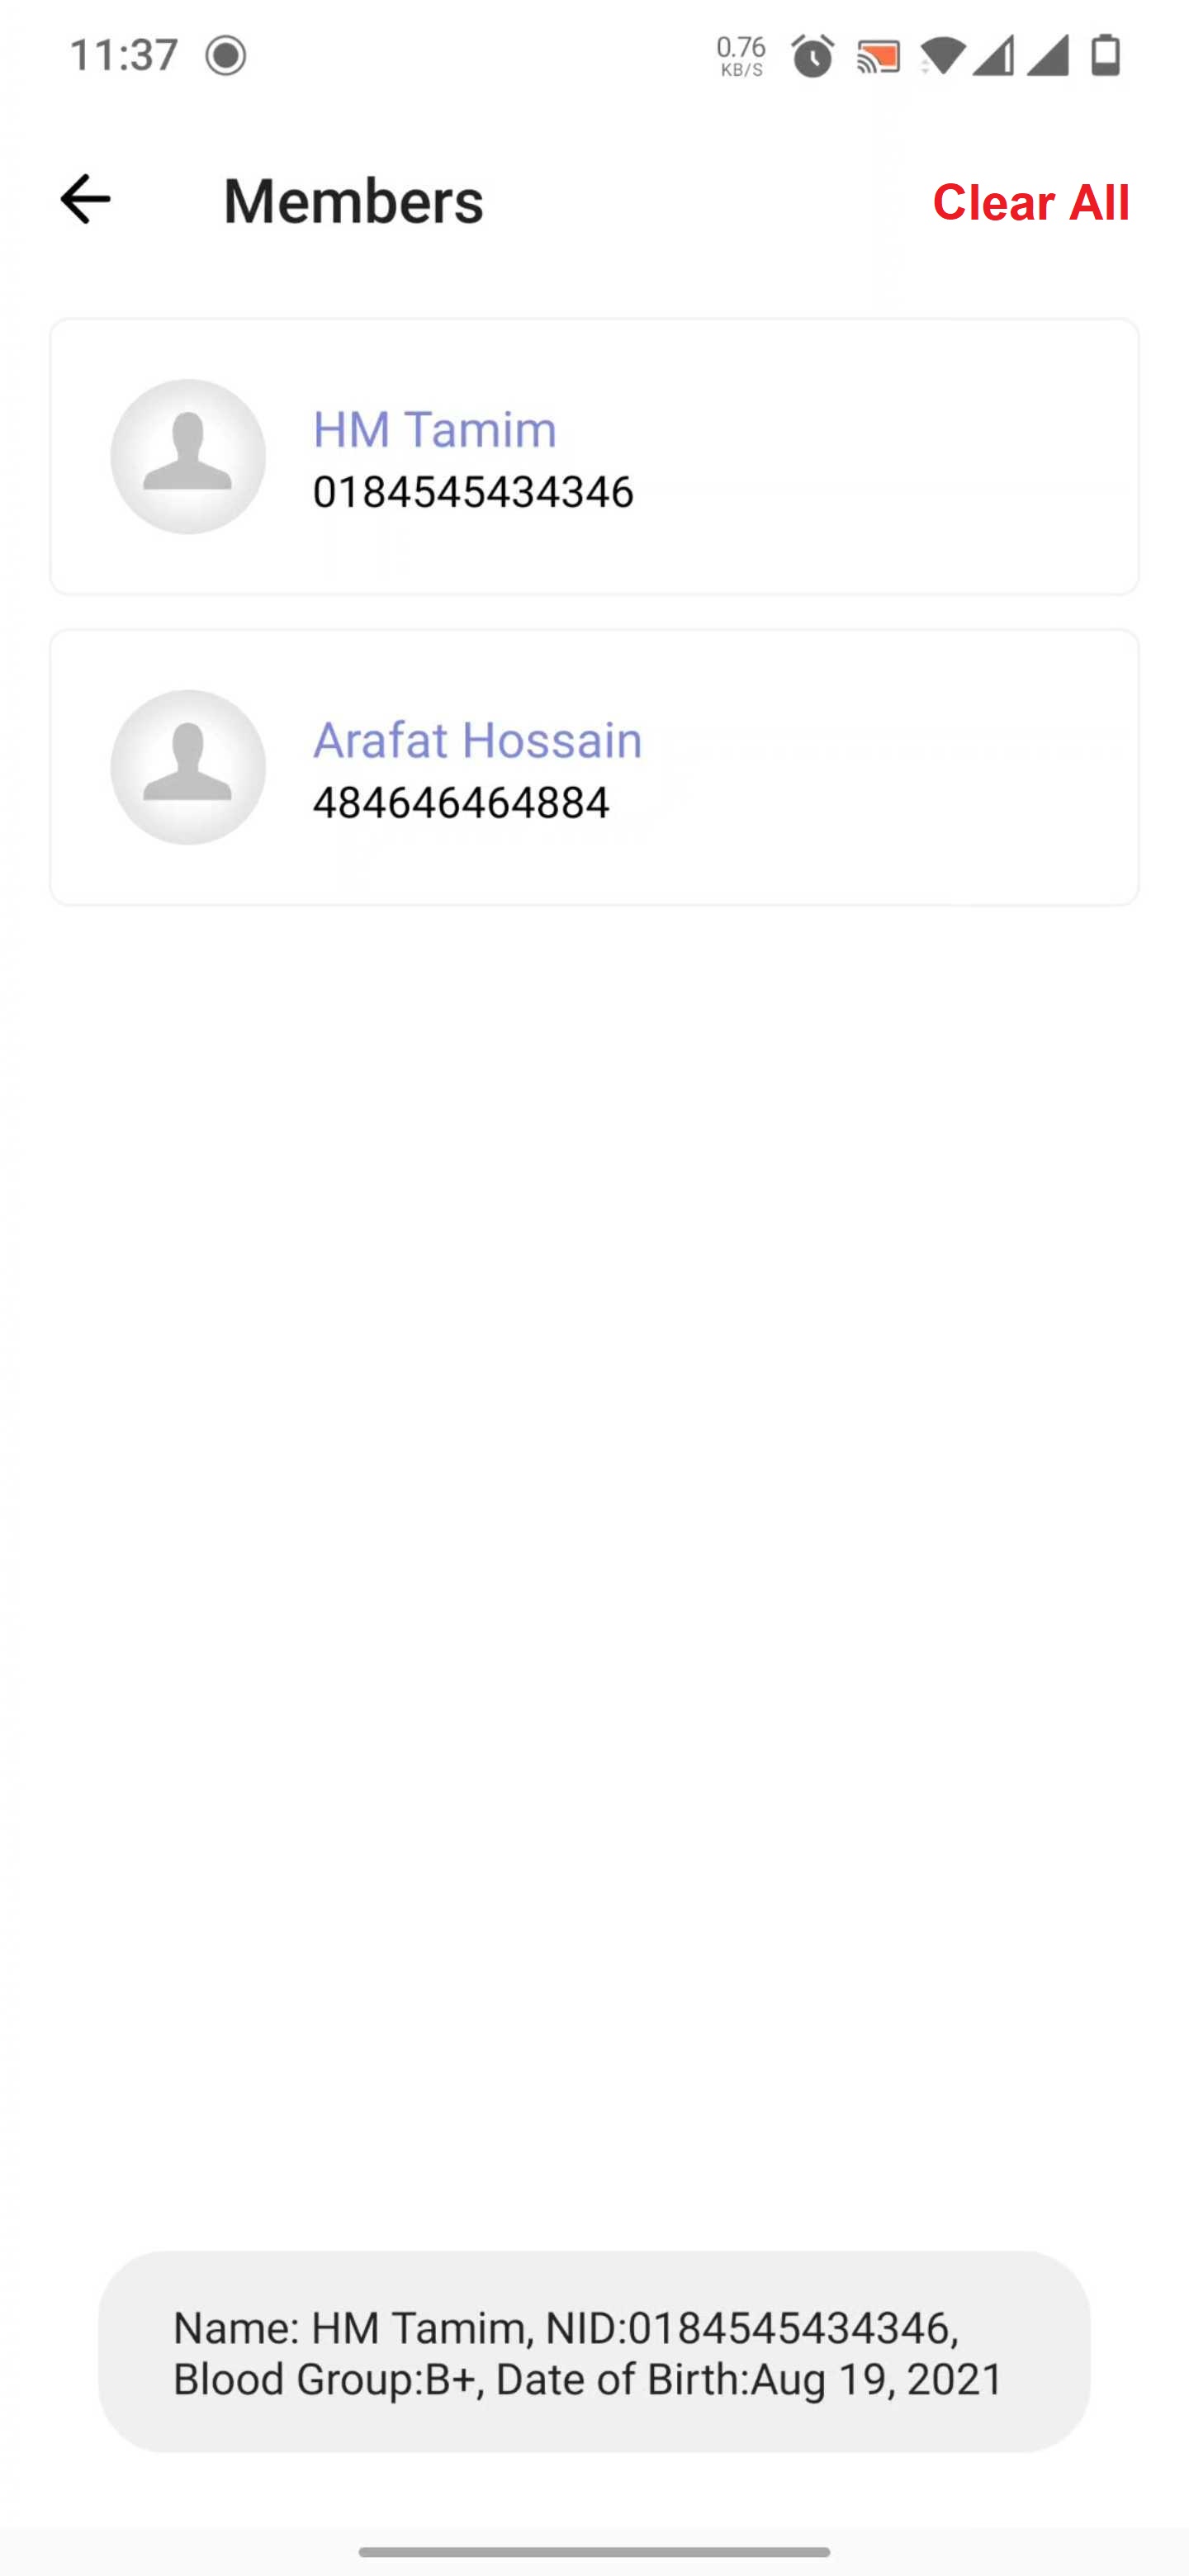 11:37
0.76
KB/S
Members
Clear All
HM Tamim
0184545434346
Arafat Hossain
484646464884
Name: HM Tamim, NID:0184545434346,
Blood Group:B+, Date of Birth:Aug 19, 2021